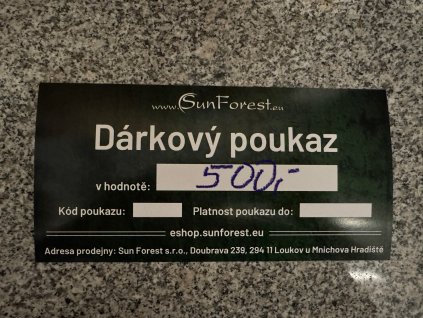 www.SunForest.eu
Dárkový poukaz
v hodnotě: 500,-
Kód poukazu: Platnost poukazu do:
eshop.sunforest.eu
Adresa prodejny: Sun Forest s.r.o., Doubrava 239, 294 11 Loukov u Mnichova Hradiště